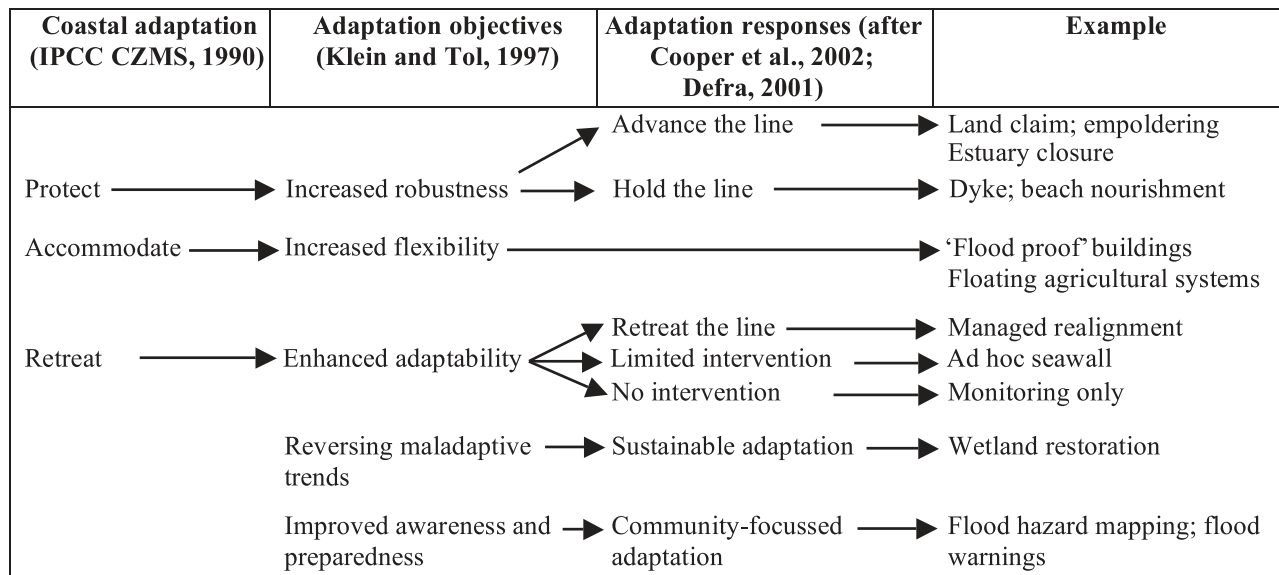 Coastal adaptation (IPCC CZMS, 1990)
Adaptation objectives (Klein and Tol, 1997)
Adaptation responses (after Cooper et al., 2002; Defra, 2001)
Example
Advance the line
Land claim; empoldering
Estuary closure
Protect
Increased robustness
Hold the line
Dyke; beach nourishment
Accommodate
Increased flexibility
‘Flood proof’ buildings
Floating agricultural systems
Retreat the line
Managed realignment
Retreat
Enhanced adaptability
Limited intervention
Ad hoc seawall
No intervention
Monitoring only
Reversing maladaptive
trends
Sustainable adaptation
Wetland restoration
Improved awareness and
preparedness
Community-focussed
adaptation
Flood hazard mapping; flood
warnings